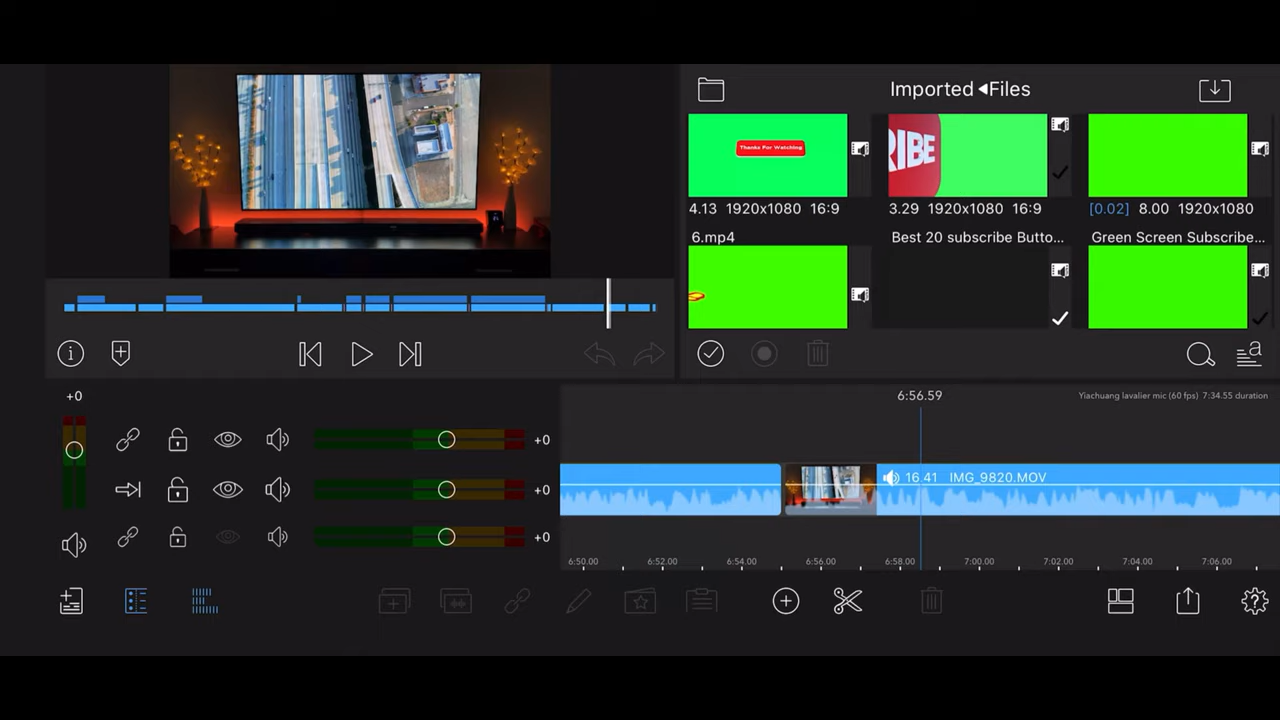 Imported ◂Files
Thanks For Watching
RIBE
4.13 1920x1080 16:9
3.29 1920x1080 16:9
[0.02] 8.00 1920x1080
6.mp4
Best 20 subscribe Butto...
Green Screen Subscribe...
+0
6:56.59
Yiachuang lavalier mic (60 fps) 7:34.55 duration
+0
16.41 IMG_9820.MOV
+0
+0
6:50.00 6:52.00 6:54.00 6:56.00 6:58.00 7:00.00 7:02.00 7:04.00 7:06.00